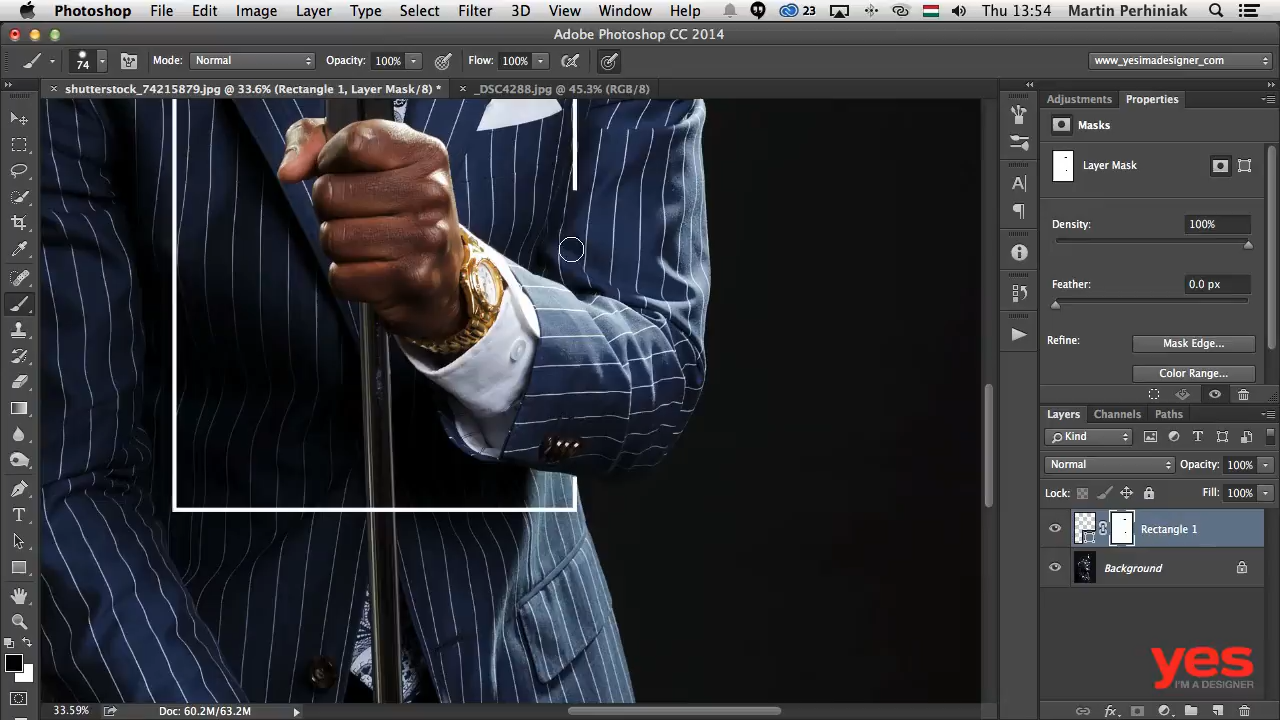 Photoshop File Edit Image Layer Type Select Filter 3D View Window Help 23 Thu 13:54 Martin Perhiniak
Adobe Photoshop CC 2014
74 Mode: Normal Opacity: 100% Flow: 100% www.yesimadesigner.com
shutterstock_74215879.jpg @ 33.6% (Rectangle 1, Layer Mask/8) * _DSC4288.jpg @ 45.3% (RGB/8)
Adjustments Properties
Masks
Layer Mask
Density: 100%
Feather: 0.0 px
Refine: Mask Edge...
Color Range...
Layers Channels Paths
Kind
Normal Opacity: 100%
Lock: Fill: 100%
Rectangle 1
Background
yes
I'M A DESIGNER
33.59% Doc: 60.2M/63.2M